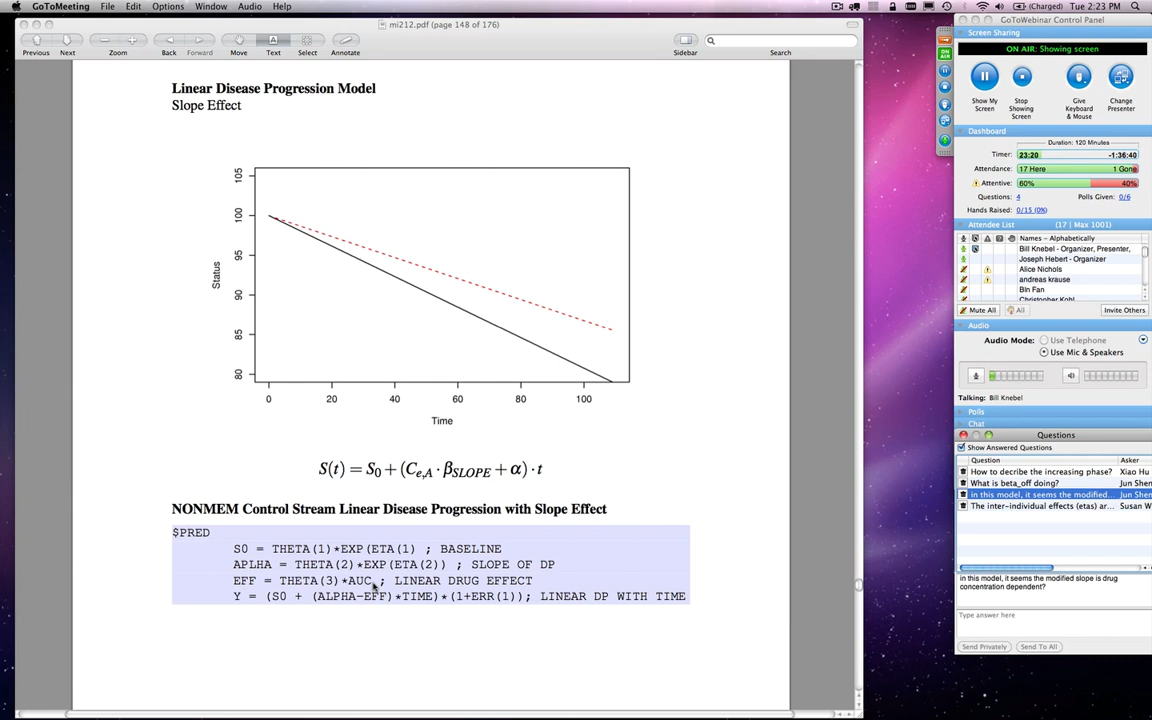 GoToMeeting File Edit Options Window Audio Help
(Charged) Tue 2:23 PM
mi212.pdf (page 148 of 176)
Previous Next Zoom Back Forward Move Text Select Annotate Sidebar Search
Linear Disease Progression Model
Slope Effect
105
100
95
90
85
80
Status
0 20 40 60 80 100
Time
S(t) = S0 + (Ce,A · βSLOPE + α) · t
NONMEM Control Stream Linear Disease Progression with Slope Effect
$PRED
S0 = THETA(1)*EXP(ETA(1) ; BASELINE
APLHA = THETA(2)*EXP(ETA(2)) ; SLOPE OF DP
EFF = THETA(3)*AUC ; LINEAR DRUG EFFECT
Y = (S0 + (ALPHA-EFF)*TIME)*(1+ERR(1)); LINEAR DP WITH TIME
GoToWebinar Control Panel
Screen Sharing
ON AIR: Showing screen
Show My Screen
Stop Showing Screen
Give Keyboard & Mouse
Change Presenter
Dashboard
Duration: 120 Minutes
Timer: 23:20 -1:36:40
Attendance: 17 Here 1 Gone
Attentive: 60% 40%
Questions: 4 Polls Given: 0/6
Hands Raised: 0/15 (0%)
Attendee List (17 | Max 1001)
Names - Alphabetically
Bill Knebel - Organizer, Presenter,
Joseph Hebert - Organizer
Alice Nichols
andreas krause
BIn Fan
Christopher Kohl
Mute All All Invite Others
Audio
Audio Mode: Use Telephone
Use Mic & Speakers
Talking: Bill Knebel
Polls
Chat
Questions
Show Answered Questions
Question Asker
How to decribe the increasing phase? Xiao Hu
What is beta_off doing? Jun Shen
in this model, it seems the modified... Jun Shen
The inter-individual effects (etas) ar... Susan W
in this model, it seems the modified slope is drug
concentration dependent?
Type answer here
Send Privately Send To All